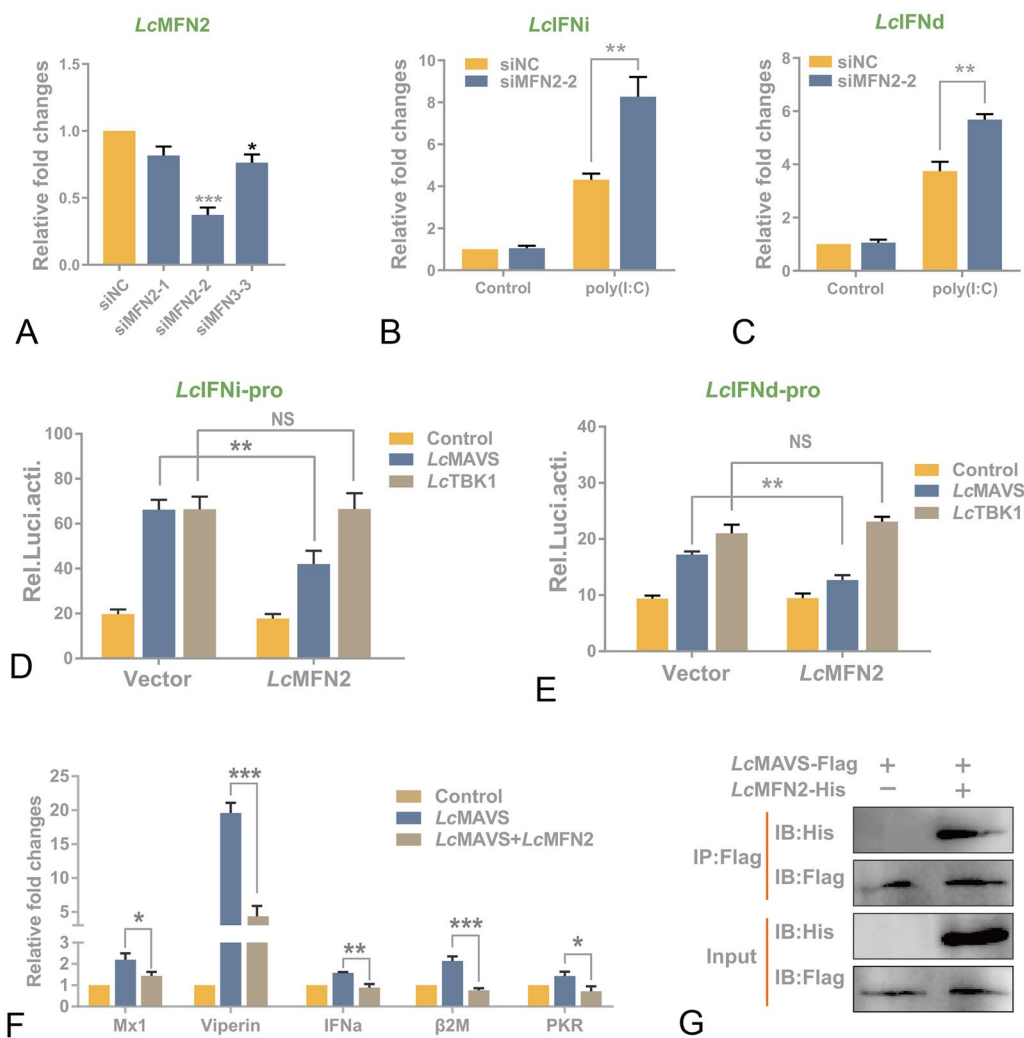 LcMFN2
Relative fold changes
1.5
1.0
0.5
0.0
***
*
siNC
siMFN2-1
siMFN2-2
siMFN3-3
A
LcIFNi
siNC
siMFN2-2
**
Relative fold changes
10
8
6
4
2
0
Control
poly(I:C)
B
LcIFNd
siNC
siMFN2-2
**
Relative fold changes
8
6
4
2
0
Control
poly(I:C)
C
LcIFNi-pro
NS
**
Control
LcMAVS
LcTBK1
Rel.Luci.acti.
100
80
60
40
20
0
Vector
LcMFN2
D
LcIFNd-pro
NS
**
Control
LcMAVS
LcTBK1
Rel.Luci.acti.
40
30
20
10
0
Vector
LcMFN2
E
Relative fold changes
25
20
15
10
5
3
2
1
0
*
***
**
***
*
Control
LcMAVS
LcMAVS+LcMFN2
Mx1
Viperin
IFNa
β2M
PKR
F
LcMAVS-Flag + +
LcMFN2-His − +
IP:Flag
IB:His
IB:Flag
Input
IB:His
IB:Flag
G